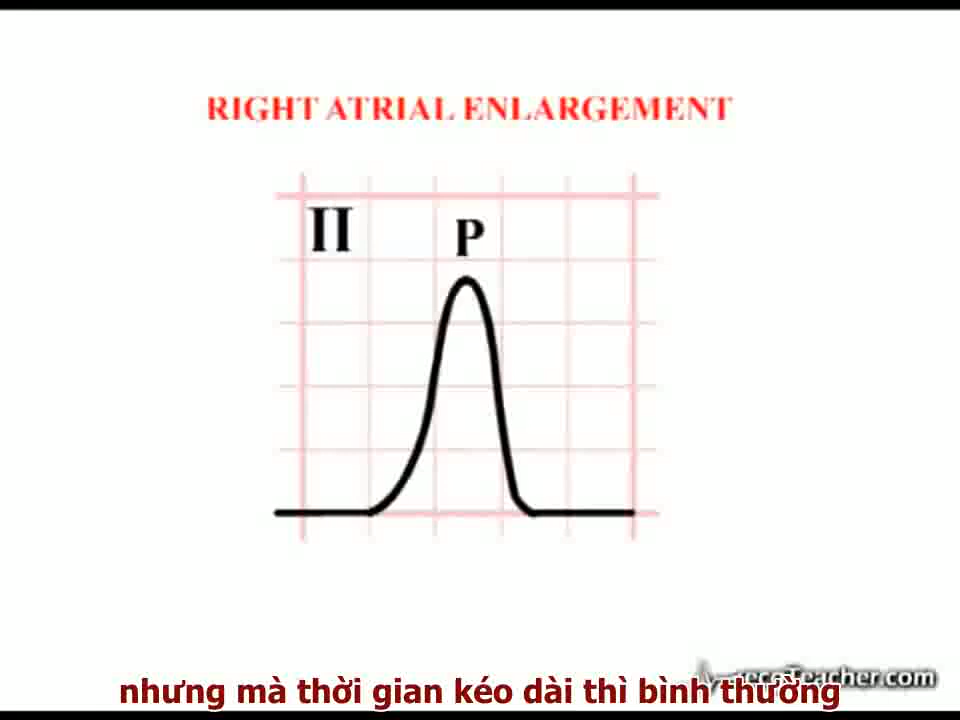 RIGHT ATRIAL ENLARGEMENT
II
P
nhưng mà thời gian kéo dài thì bình thường